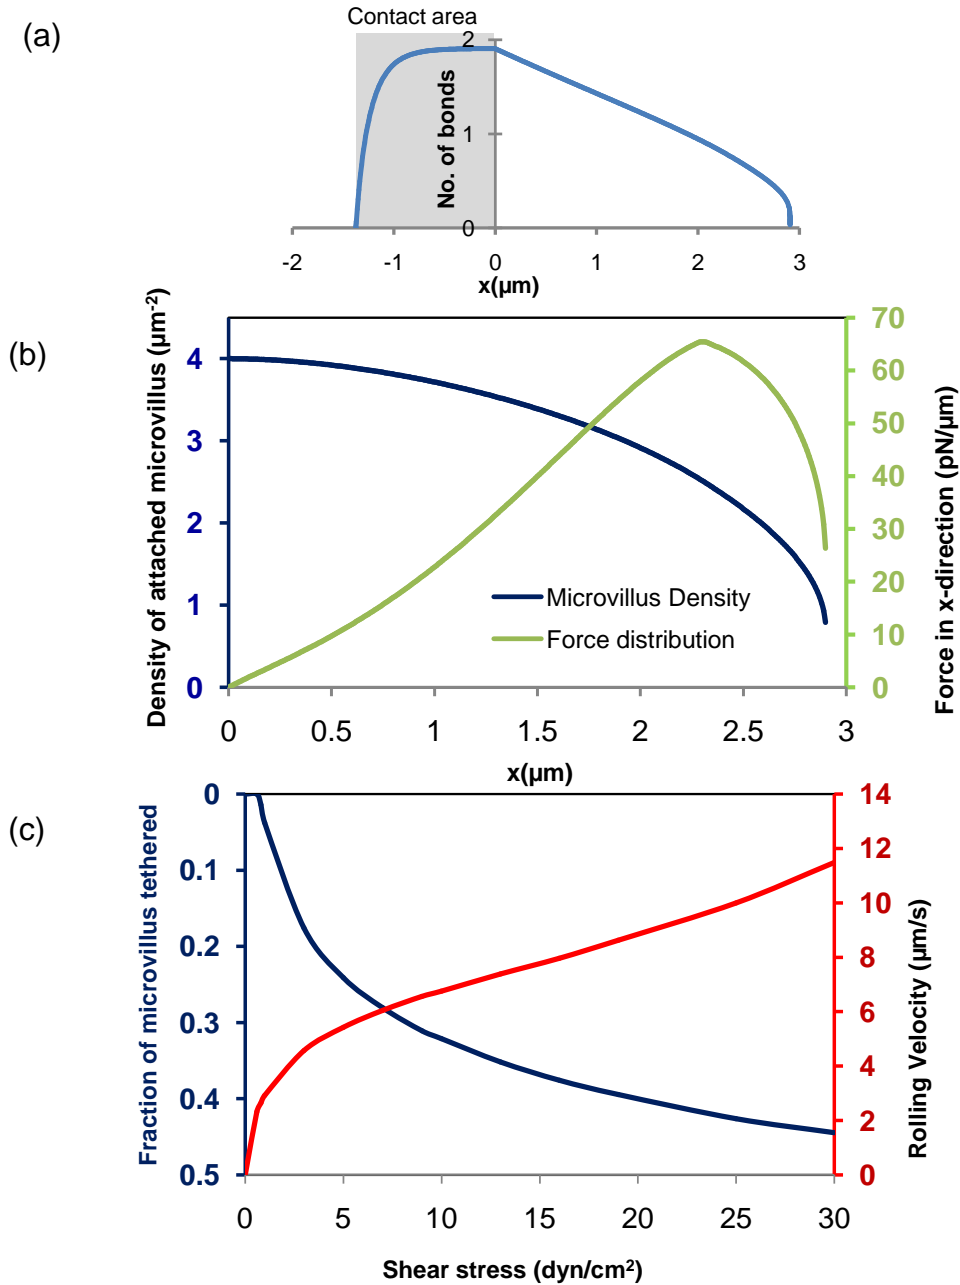 (a)
Contact area
No. of bonds
2
1
0
-2 -1 0 1 2 3
x(µm)
(b)
Density of attached microvillus (µm-2)
4
3
2
1
0
Force in x-direction (pN/µm)
70
60
50
40
30
20
10
0
Microvillus Density
Force distribution
0 0.5 1 1.5 2 2.5 3
x(µm)
(c)
Fraction of microvillus tethered
0
0.1
0.2
0.3
0.4
0.5
Rolling Velocity (µm/s)
14
12
10
8
6
4
2
0
0 5 10 15 20 25 30
Shear stress (dyn/cm²)